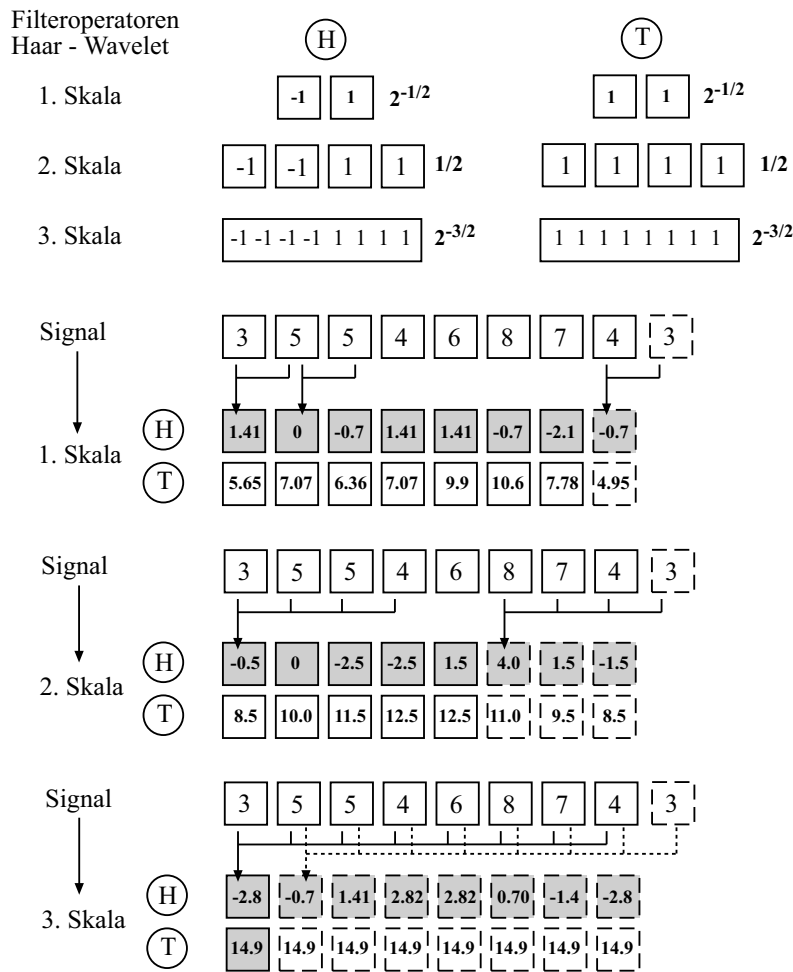 Filteroperatoren
Haar - Wavelet
H T
1. Skala -1 1 2^-1/2 1 1 2^-1/2
2. Skala -1 -1 1 1 1/2 1 1 1 1 1/2
3. Skala -1 -1 -1 -1 1 1 1 1 2^-3/2 1 1 1 1 1 1 1 1 2^-3/2
Signal 3 5 5 4 6 8 7 4 3
H 1.41 0 -0.7 1.41 1.41 -0.7 -2.1 -0.7
1. Skala
T 5.65 7.07 6.36 7.07 9.9 10.6 7.78 4.95
Signal 3 5 5 4 6 8 7 4 3
H -0.5 0 -2.5 -2.5 1.5 4.0 1.5 -1.5
2. Skala
T 8.5 10.0 11.5 12.5 12.5 11.0 9.5 8.5
Signal 3 5 5 4 6 8 7 4 3
H -2.8 -0.7 1.41 2.82 2.82 0.70 -1.4 -2.8
3. Skala
T 14.9 14.9 14.9 14.9 14.9 14.9 14.9 14.9